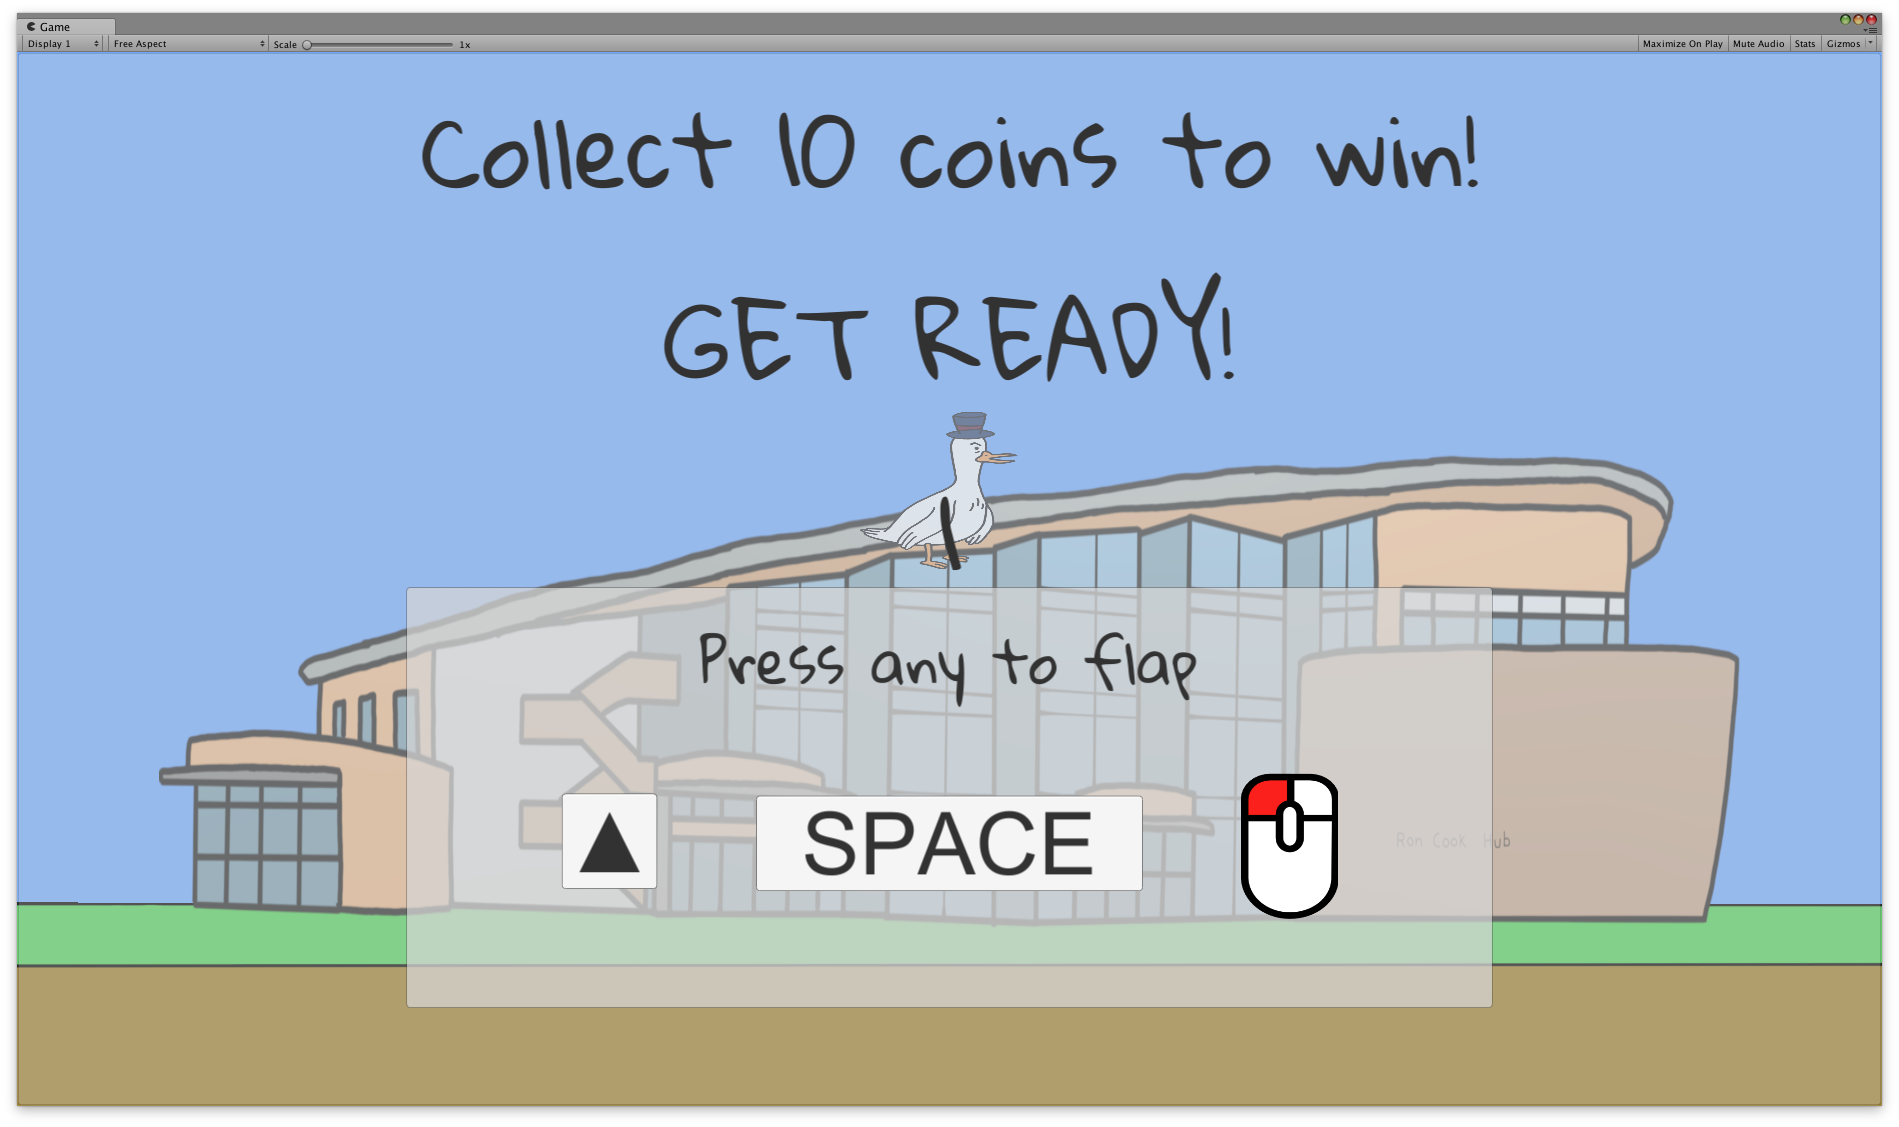 Game
Display 1 Free Aspect Scale 1x Maximize On Play Mute Audio Stats Gizmos
Collect 10 coins to win!
GET READY!
1
Press any to flap
▲ SPACE
Ron Cook Hub